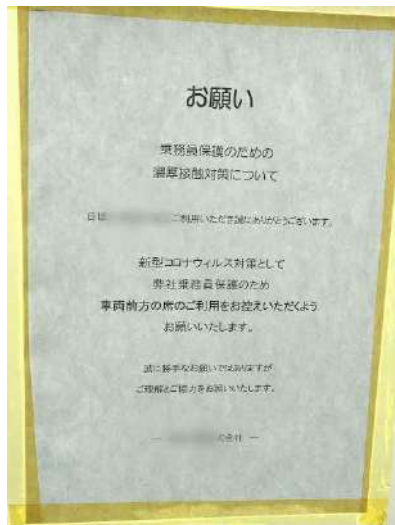 お願い
乗務員保護のための
濃厚接触対策について
日頃 ご利用いただき誠にありがとうございます。
新型コロナウィルス対策として
弊社乗務員保護のため
車両前方の席のご利用をお控えいただくよう
お願いいたします。
誠に勝手なお願いではありますが
ご理解とご協力をお願いいたします。
― 会社 ―